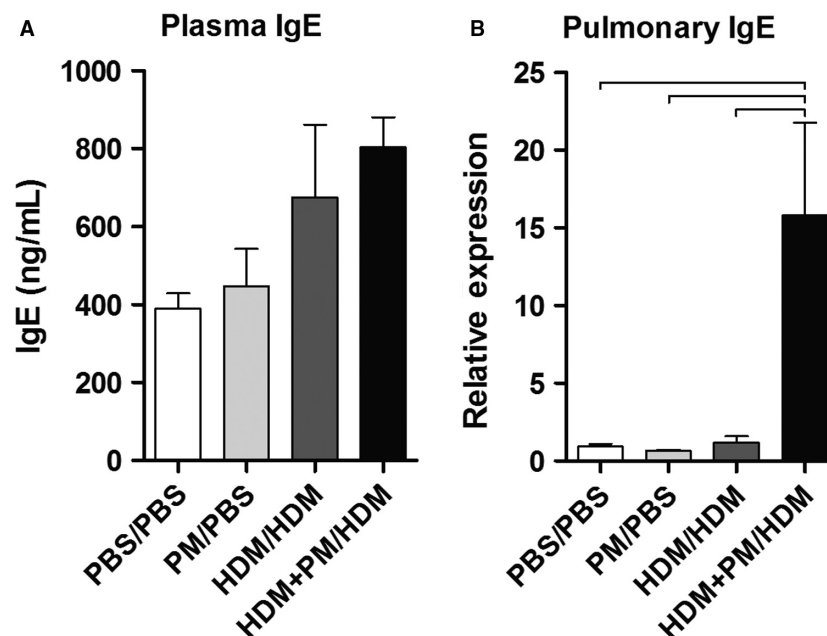 A
Plasma IgE
IgE (ng/mL)
1000
800
600
400
200
0
PBS/PBS
PM/PBS
HDM/HDM
HDM+PM/HDM
B
Pulmonary IgE
Relative expression
25
20
15
10
5
0
PBS/PBS
PM/PBS
HDM/HDM
HDM+PM/HDM